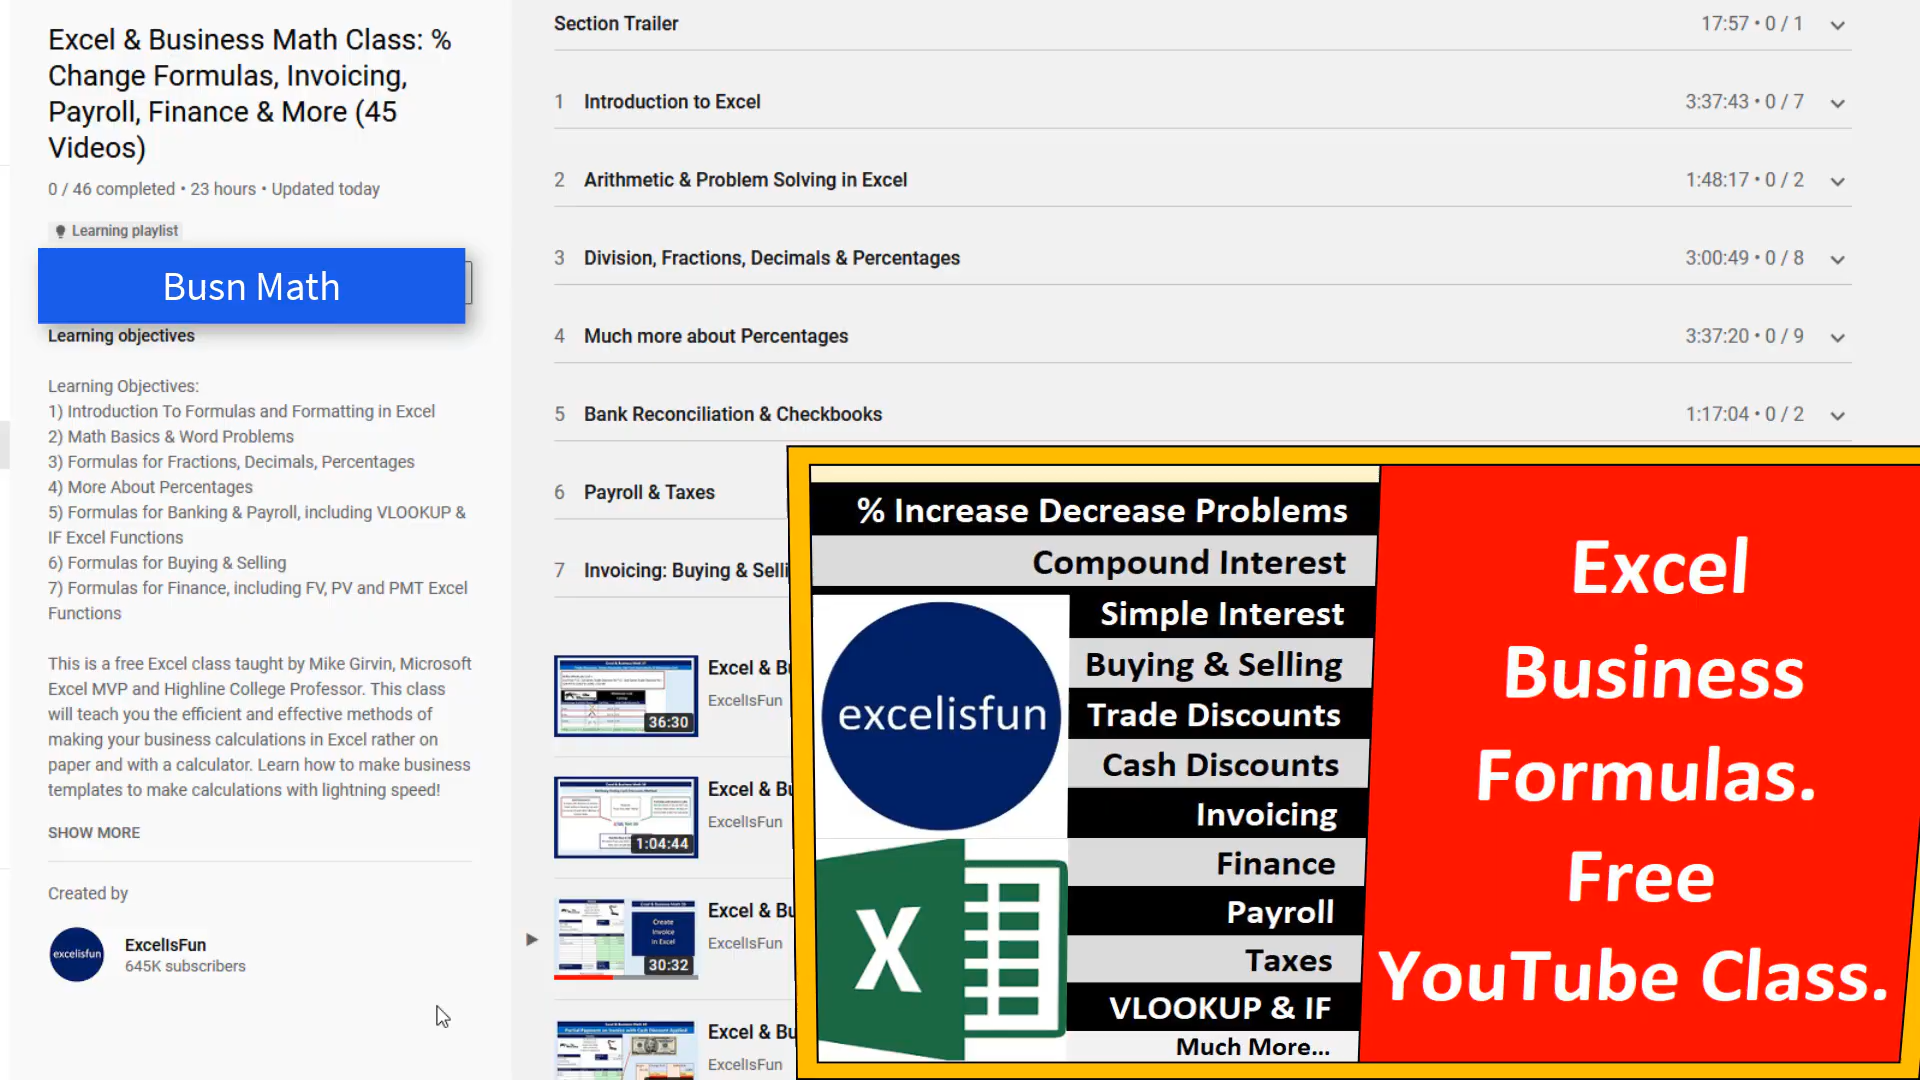 Excel & Business Math Class: %
Change Formulas, Invoicing,
Payroll, Finance & More (45
Videos)
0 / 46 completed • 23 hours • Updated today
Learning playlist
Busn Math
Learning objectives
Learning Objectives:
1) Introduction To Formulas and Formatting in Excel
2) Math Basics & Word Problems
3) Formulas for Fractions, Decimals, Percentages
4) More About Percentages
5) Formulas for Banking & Payroll, including VLOOKUP &
IF Excel Functions
6) Formulas for Buying & Selling
7) Formulas for Finance, including FV, PV and PMT Excel
Functions
This is a free Excel class taught by Mike Girvin, Microsoft
Excel MVP and Highline College Professor. This class
will teach you the efficient and effective methods of
making your business calculations in Excel rather on
paper and with a calculator. Learn how to make business
templates to make calculations with lightning speed!
SHOW MORE
Created by
excelisfun
ExcelIsFun
645K subscribers
Section Trailer 17:57 • 0 / 1
1 Introduction to Excel 3:37:43 • 0 / 7
2 Arithmetic & Problem Solving in Excel 1:48:17 • 0 / 2
3 Division, Fractions, Decimals & Percentages 3:00:49 • 0 / 8
4 Much more about Percentages 3:37:20 • 0 / 9
5 Bank Reconciliation & Checkbooks 1:17:04 • 0 / 2
6 Payroll & Taxes
7 Invoicing: Buying & Selli
36:30
Excel & Bu
ExcelIsFun
1:04:44
Excel & Bu
ExcelIsFun
Create
Invoice
in Excel
30:32
Excel & Bu
ExcelIsFun
Excel & Bu
ExcelIsFun
% Increase Decrease Problems
Compound Interest
Simple Interest
Buying & Selling
Trade Discounts
Cash Discounts
Invoicing
Finance
Payroll
Taxes
VLOOKUP & IF
Much More...
excelisfun
X
Excel
Business
Formulas.
Free
YouTube Class.